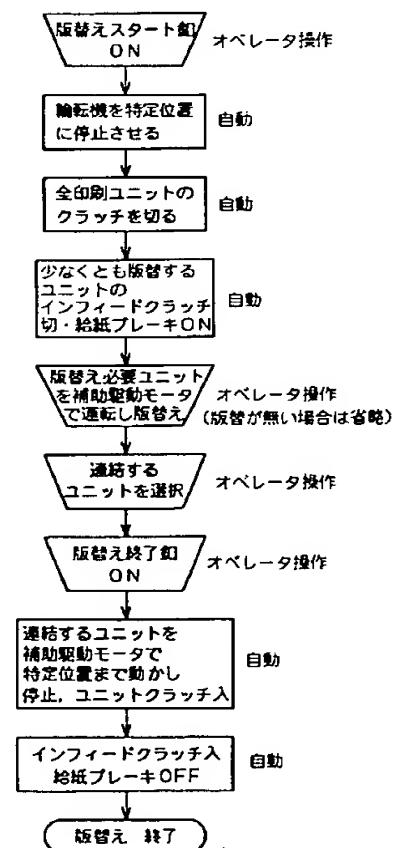 版替えスタート釦
ON
オペレータ操作
輪転機を特定位置
に停止させる
自動
全印刷ユニットの
クラッチを切る
自動
少なくとも版替する
ユニットの
インフィードクラッチ
切・給紙ブレーキON
自動
版替え必要ユニット
を補助駆動モータ
で運転し版替え
オペレータ操作
(版替が無い場合は省略)
連結する
ユニットを選択
オペレータ操作
版替え終了釦
ON
オペレータ操作
連結するユニットを
補助駆動モータで
特定位置まで動かし
停止,ユニットクラッチ入
自動
インフィードクラッチ入
給紙ブレーキOFF
自動
版替え 終了